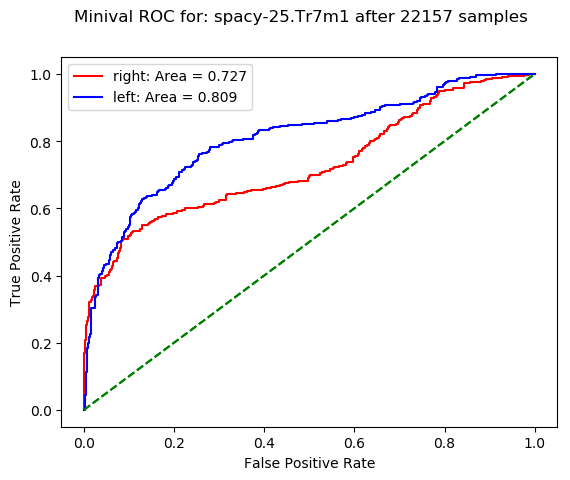 Minival ROC for: spacy-25.Tr7m1 after 22157 samples
right: Area = 0.727
left: Area = 0.809
True Positive Rate
1.0
0.8
0.6
0.4
0.2
0.0
0.0 0.2 0.4 0.6 0.8 1.0
False Positive Rate